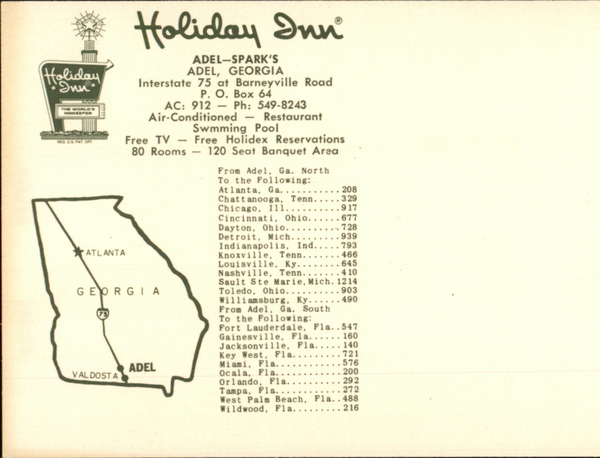 Holiday Inn®
ADEL—SPARK'S
ADEL, GEORGIA
Interstate 75 at Barneyville Road
P. O. Box 64
AC: 912 — Ph: 549-8243
Air-Conditioned — Restaurant
Swmming Pool
Free TV — Free Holidex Reservations
80 Rooms — 120 Seat Banquet Area
Holiday
Inn
THE WORLD'S
INNKEEPER
REG. U.S. PAT. OFF.
From Adel, Ga. North
To the Following:
Atlanta, Ga...........208
Chattanooga, Tenn.....329
Chicago, Ill..........917
Cincinnati, Ohio......677
Dayton, Ohio..........728
Detroit, Mich.........939
Indianapolis, Ind.....793
Knoxville, Tenn.......466
Louisville, Ky........645
Nashville, Tenn.......410
Sault Ste Marie, Mich.1214
Toledo, Ohio..........903
Williamsburg, Ky......490
From Adel, Ga. South
To the Following:
Fort Lauderdale, Fla..547
Gainesville, Fla......160
Jacksonville, Fla.....140
Key West, Fla.........721
Miami, Fla............576
Ocala, Fla............200
Orlando, Fla..........292
Tampa, Fla............272
West Palm Beach, Fla..488
Wildwood, Fla.........216
ATLANTA
GEORGIA
75
ADEL
VALDOSTA